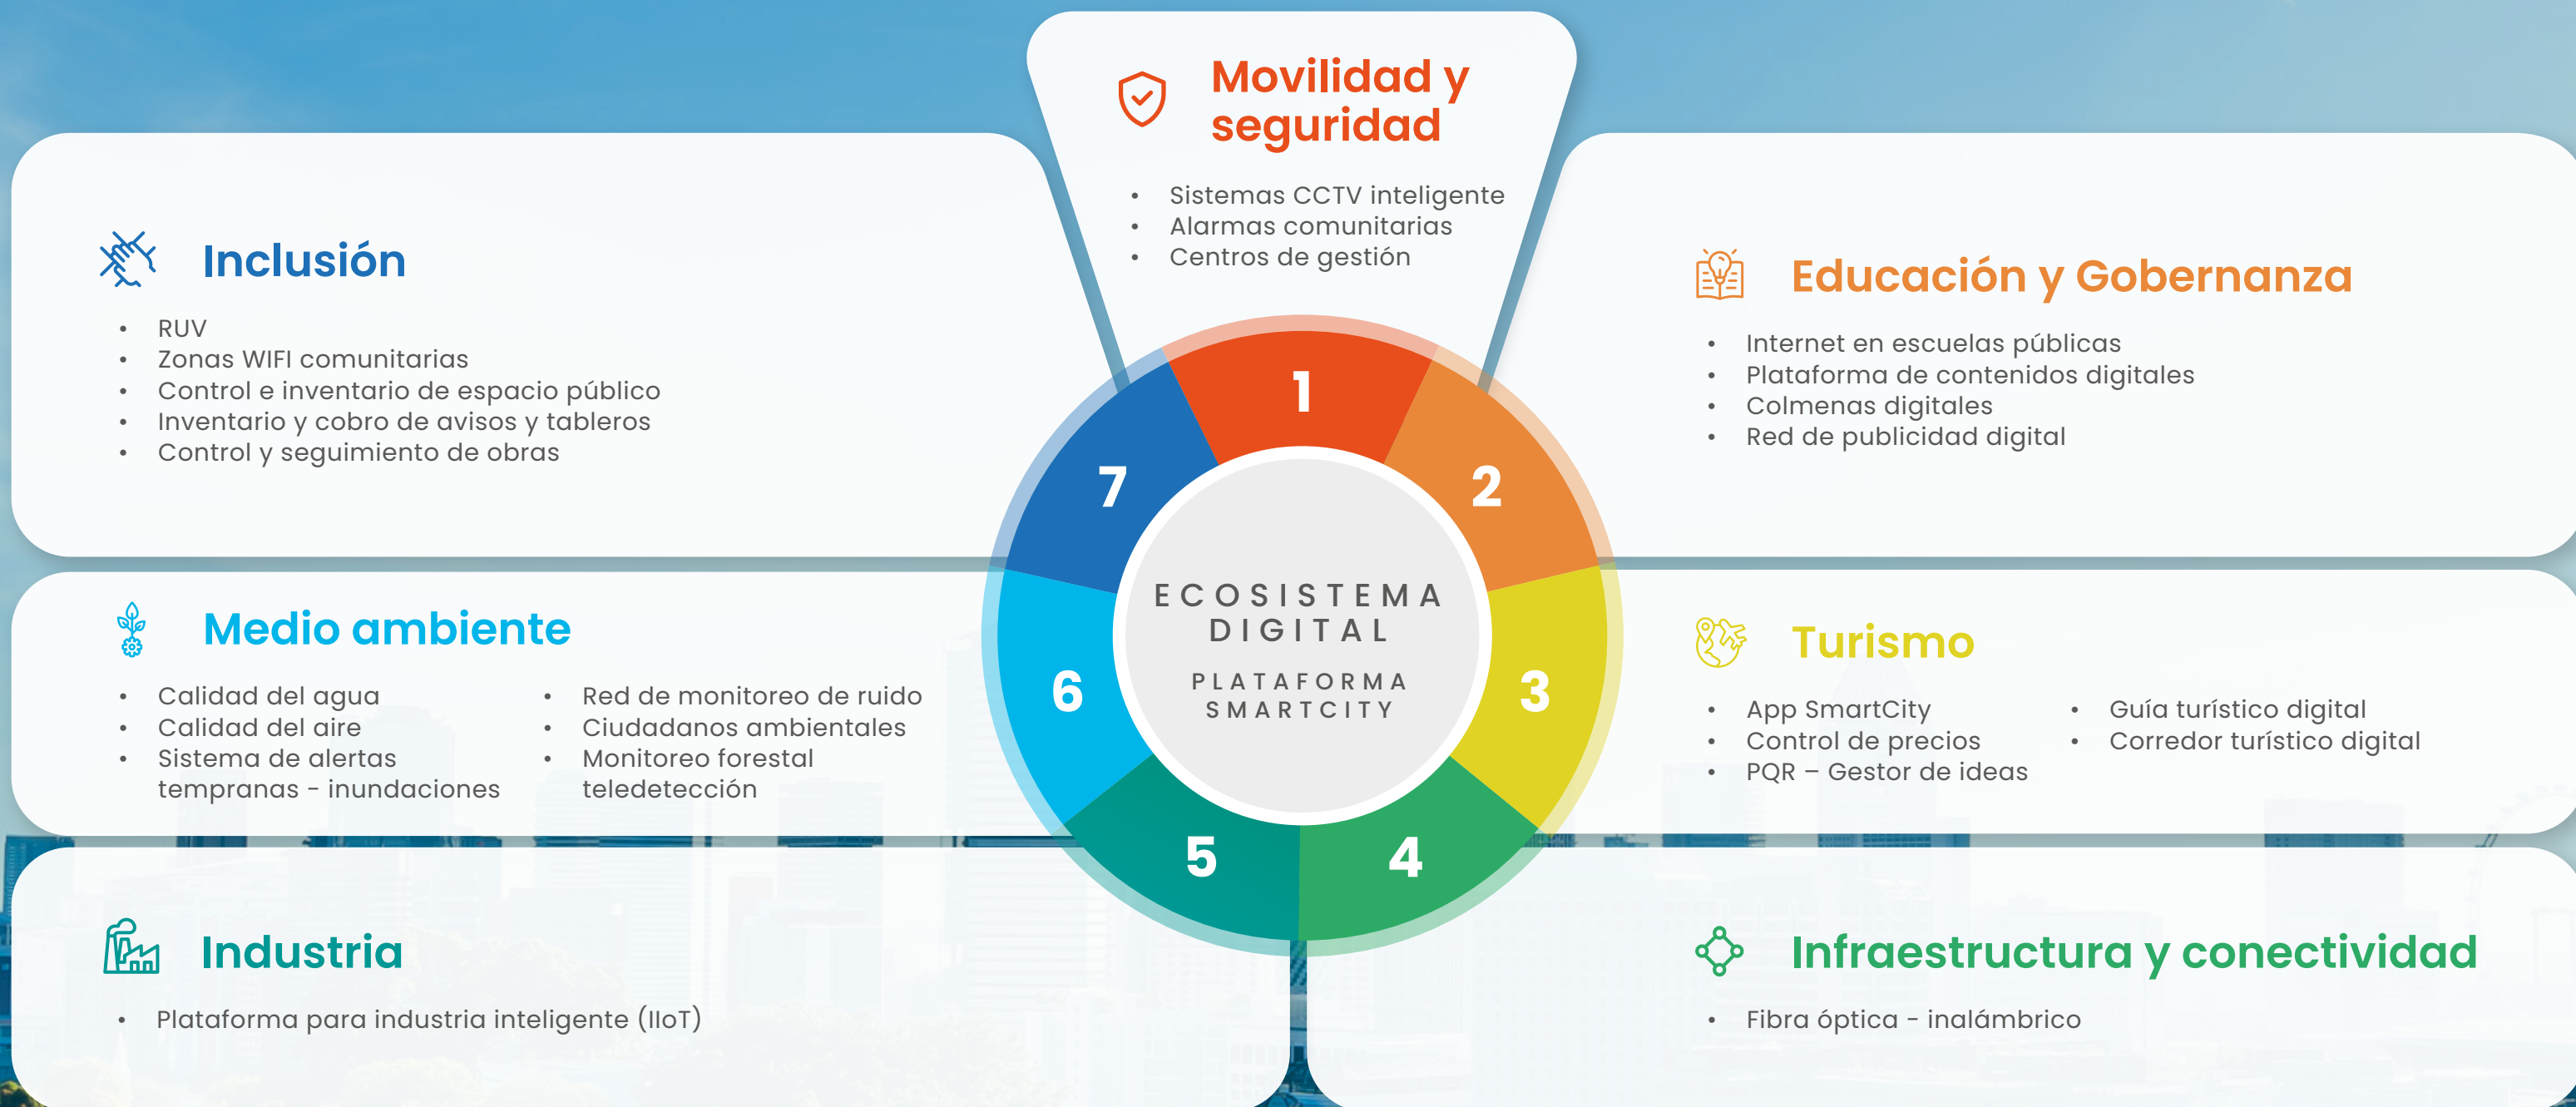 Movilidad y
seguridad
• Sistemas CCTV inteligente
• Alarmas comunitarias
• Centros de gestión
Inclusión
• RUV
• Zonas WIFI comunitarias
• Control e inventario de espacio público
• Inventario y cobro de avisos y tableros
• Control y seguimiento de obras
Educación y Gobernanza
• Internet en escuelas públicas
• Plataforma de contenidos digitales
• Colmenas digitales
• Red de publicidad digital
1
2
3
4
5
6
7
ECOSISTEMA
DIGITAL
PLATAFORMA
SMARTCITY
Medio ambiente
• Calidad del agua
• Calidad del aire
• Sistema de alertas
tempranas - inundaciones
• Red de monitoreo de ruido
• Ciudadanos ambientales
• Monitoreo forestal
teledetección
Turismo
• App SmartCity
• Control de precios
• PQR – Gestor de ideas
• Guía turístico digital
• Corredor turístico digital
Industria
• Plataforma para industria inteligente (IIoT)
Infraestructura y conectividad
• Fibra óptica - inalámbrico